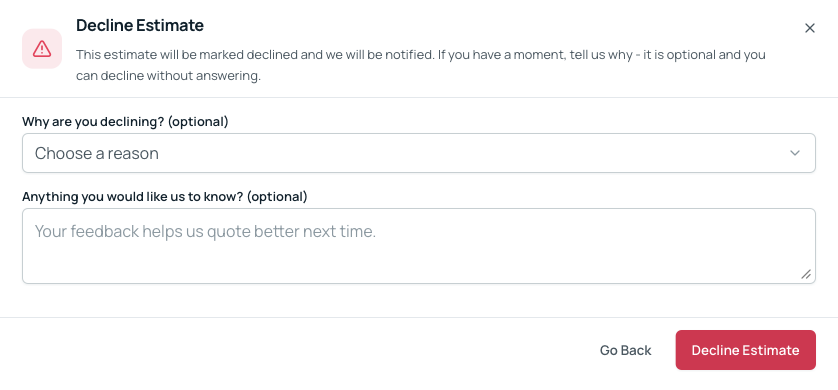 Decline Estimate
This estimate will be marked declined and we will be notified. If you have a moment, tell us why - it is optional and you
can decline without answering.
Why are you declining? (optional)
Choose a reason
Anything you would like us to know? (optional)
Your feedback helps us quote better next time.
Go Back
Decline Estimate